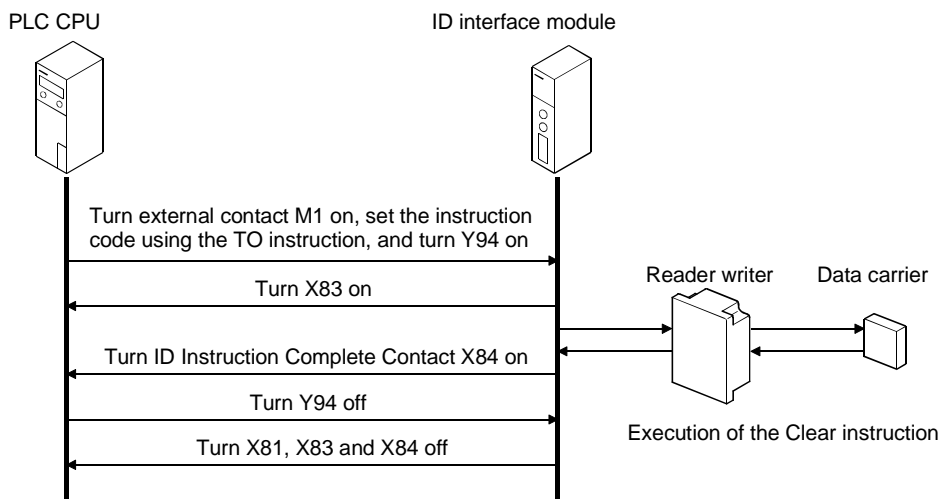 PLC CPU
ID interface module
Turn external contact M1 on, set the instruction
code using the TO instruction, and turn Y94 on
Reader writer
Data carrier
Turn X83 on
Turn ID Instruction Complete Contact X84 on
Turn Y94 off
Execution of the Clear instruction
Turn X81, X83 and X84 off